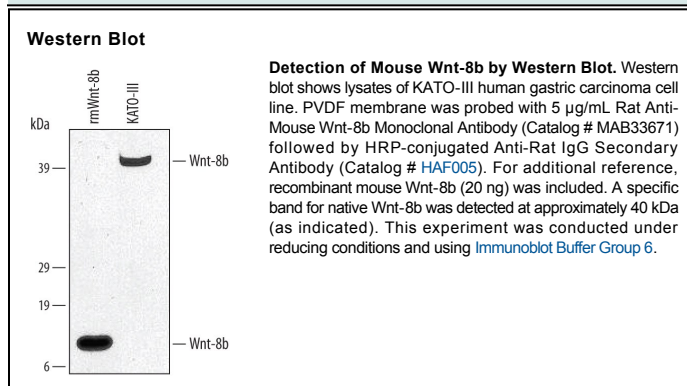 Western Blot
rmWnt-8b
KATO-III
kDa
39
29
19
6
Wnt-8b
Wnt-8b
Detection of Mouse Wnt-8b by Western Blot. Western
blot shows lysates of KATO-III human gastric carcinoma cell
line. PVDF membrane was probed with 5 µg/mL Rat Anti-
Mouse Wnt-8b Monoclonal Antibody (Catalog # MAB33671)
followed by HRP-conjugated Anti-Rat IgG Secondary
Antibody (Catalog # HAF005). For additional reference,
recombinant mouse Wnt-8b (20 ng) was included. A specific
band for native Wnt-8b was detected at approximately 40 kDa
(as indicated). This experiment was conducted under
reducing conditions and using Immunoblot Buffer Group 6.